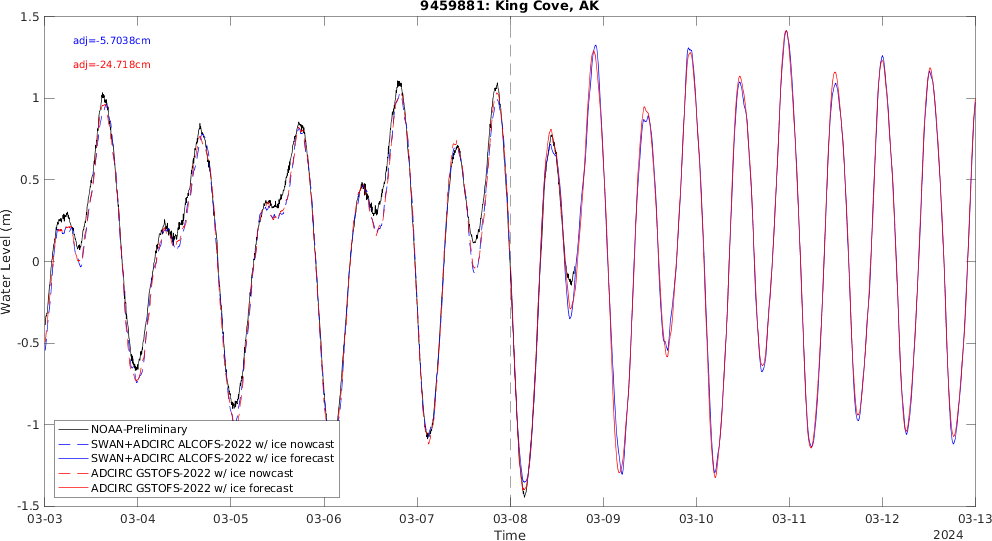 9459881: King Cove, AK
adj=-5.7038cm
adj=-24.718cm
1.5
1
0.5
0
-0.5
-1
-1.5
Water Level (m)
NOAA-Preliminary
SWAN+ADCIRC ALCOFS-2022 w/ ice nowcast
SWAN+ADCIRC ALCOFS-2022 w/ ice forecast
ADCIRC GSTOFS-2022 w/ ice nowcast
ADCIRC GSTOFS-2022 w/ ice forecast
03-03 03-04 03-05 03-06 03-07 03-08 03-09 03-10 03-11 03-12 03-13
Time
2024